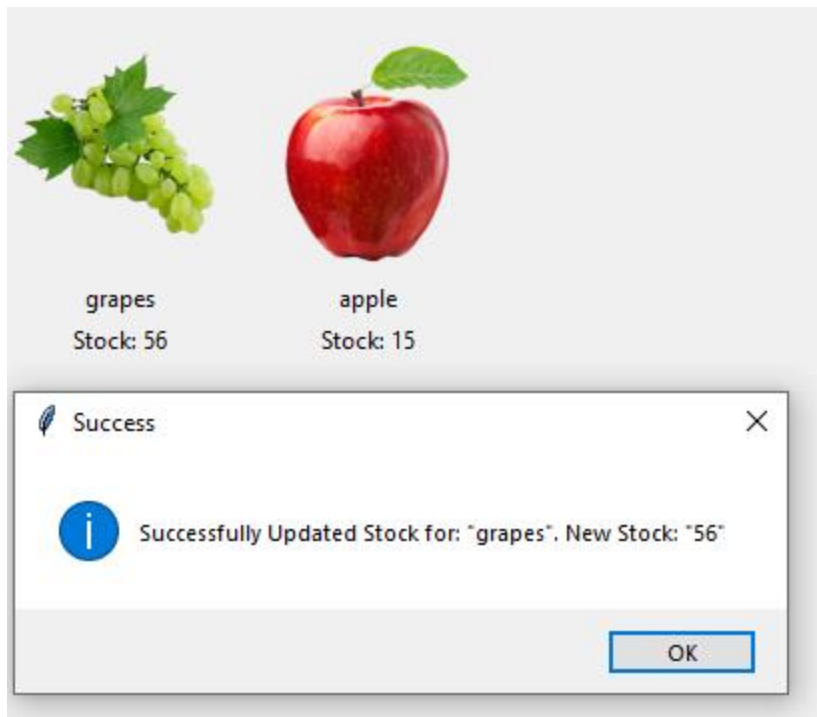 grapes
apple
Stock: 56
Stock: 15
Success
Successfully Updated Stock for: "grapes". New Stock: "56"
OK